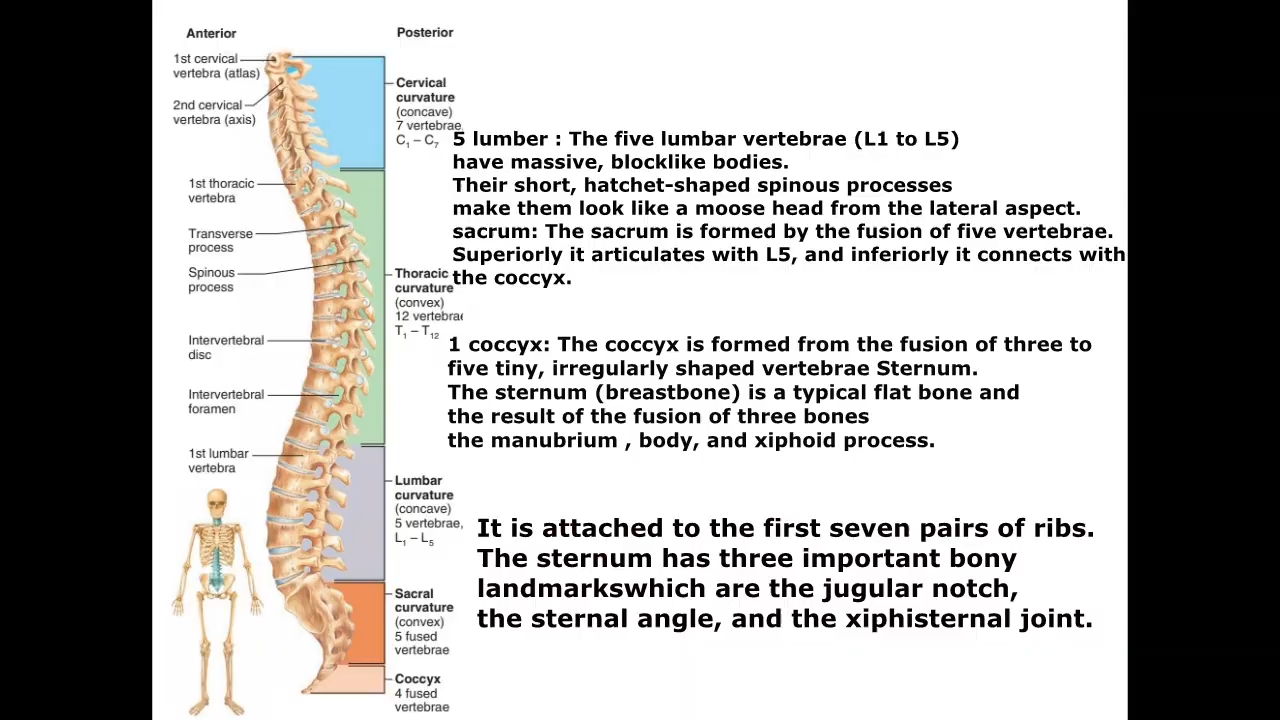 Anterior
Posterior
1st cervical
vertebra (atlas)
2nd cervical
vertebra (axis)
1st thoracic
vertebra
Transverse
process
Spinous
process
Intervertebral
disc
Intervertebral
foramen
1st lumbar
vertebra
Cervical
curvature
(concave)
7 vertebrae
C1 – C7
Thoracic
curvature
(convex)
12 vertebrae
T1 – T12
Lumbar
curvature
(concave)
5 vertebrae,
L1 – L5
Sacral
curvature
(convex)
5 fused
vertebrae
Coccyx
4 fused
vertebrae
5 lumber : The five lumbar vertebrae (L1 to L5)
have massive, blocklike bodies.
Their short, hatchet-shaped spinous processes
make them look like a moose head from the lateral aspect.
sacrum: The sacrum is formed by the fusion of five vertebrae.
Superiorly it articulates with L5, and inferiorly it connects with
the coccyx.
1 coccyx: The coccyx is formed from the fusion of three to
five tiny, irregularly shaped vertebrae Sternum.
The sternum (breastbone) is a typical flat bone and
the result of the fusion of three bones
the manubrium , body, and xiphoid process.
It is attached to the first seven pairs of ribs.
The sternum has three important bony
landmarkswhich are the jugular notch,
the sternal angle, and the xiphisternal joint.